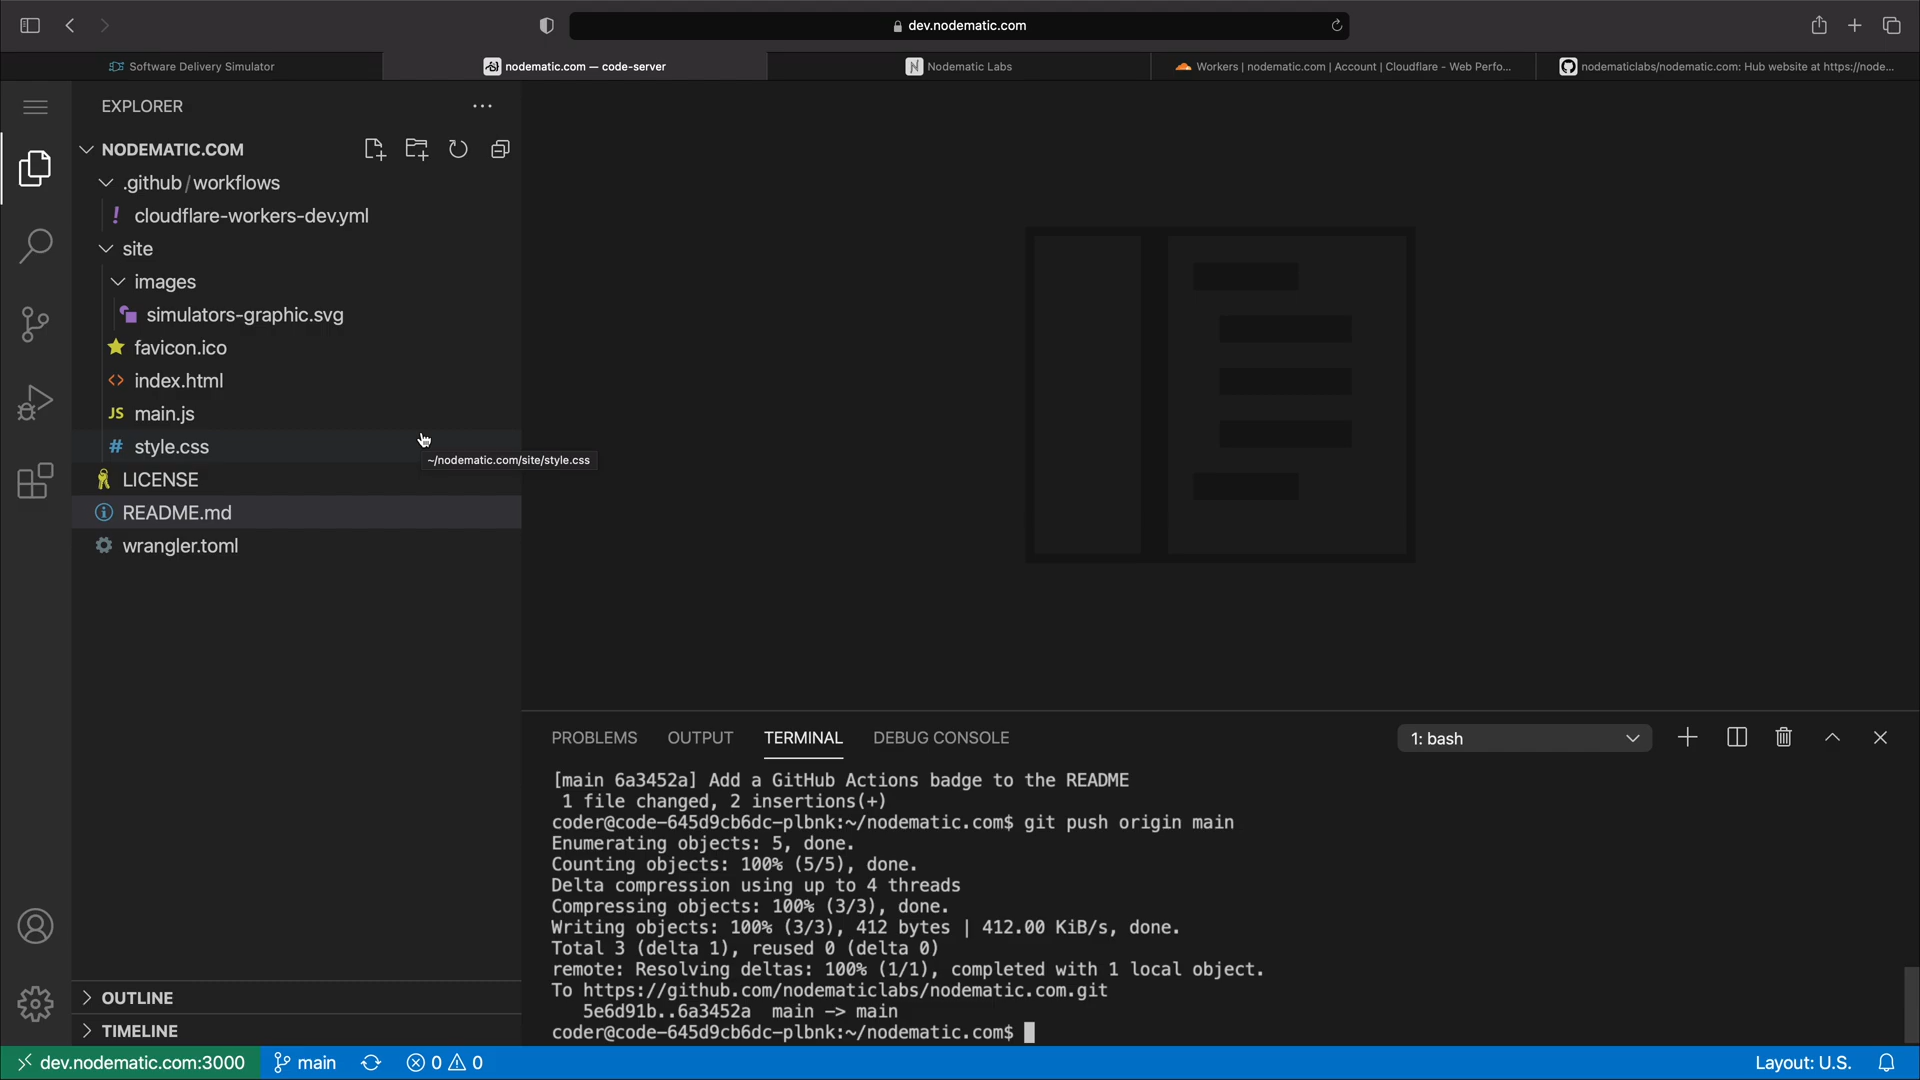 dev.nodematic.com
Software Delivery Simulator
nodematic.com — code-server
Nodematic Labs
Workers | nodematic.com | Account | Cloudflare - Web Perfo...
nodematiclabs/nodematic.com: Hub website at https://node...
EXPLORER
NODEMATIC.COM
.github/workflows
! cloudflare-workers-dev.yml
site
images
simulators-graphic.svg
favicon.ico
<> index.html
JS main.js
# style.css
~/nodematic.com/site/style.css
LICENSE
README.md
wrangler.toml
OUTLINE
TIMELINE
PROBLEMS OUTPUT TERMINAL DEBUG CONSOLE
1: bash
[main 6a3452a] Add a GitHub Actions badge to the README
1 file changed, 2 insertions(+)
coder@code-645d9cb6dc-plbnk:~/nodematic.com$ git push origin main
Enumerating objects: 5, done.
Counting objects: 100% (5/5), done.
Delta compression using up to 4 threads
Compressing objects: 100% (3/3), done.
Writing objects: 100% (3/3), 412 bytes | 412.00 KiB/s, done.
Total 3 (delta 1), reused 0 (delta 0)
remote: Resolving deltas: 100% (1/1), completed with 1 local object.
To https://github.com/nodematiclabs/nodematic.com.git
5e6d91b..6a3452a main -> main
coder@code-645d9cb6dc-plbnk:~/nodematic.com$
dev.nodematic.com:3000 main 0 0 Layout: U.S.